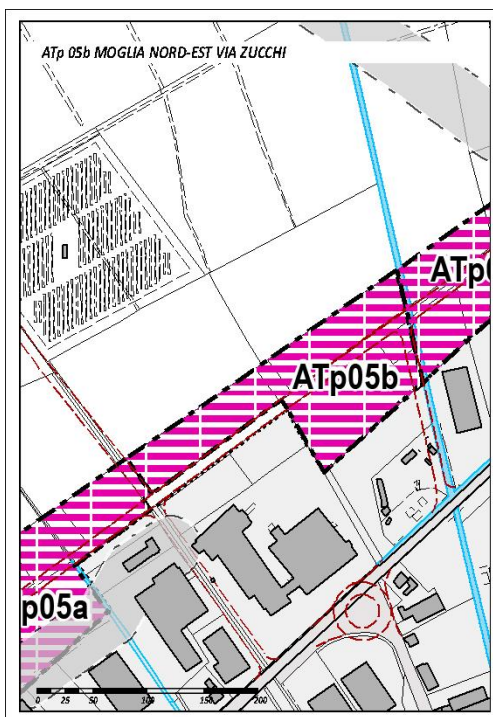 ATp 05b MOGLIA NORD-EST VIA ZUCCHI
ATp0
ATp05b
p05a
0 25 50 100 150 200